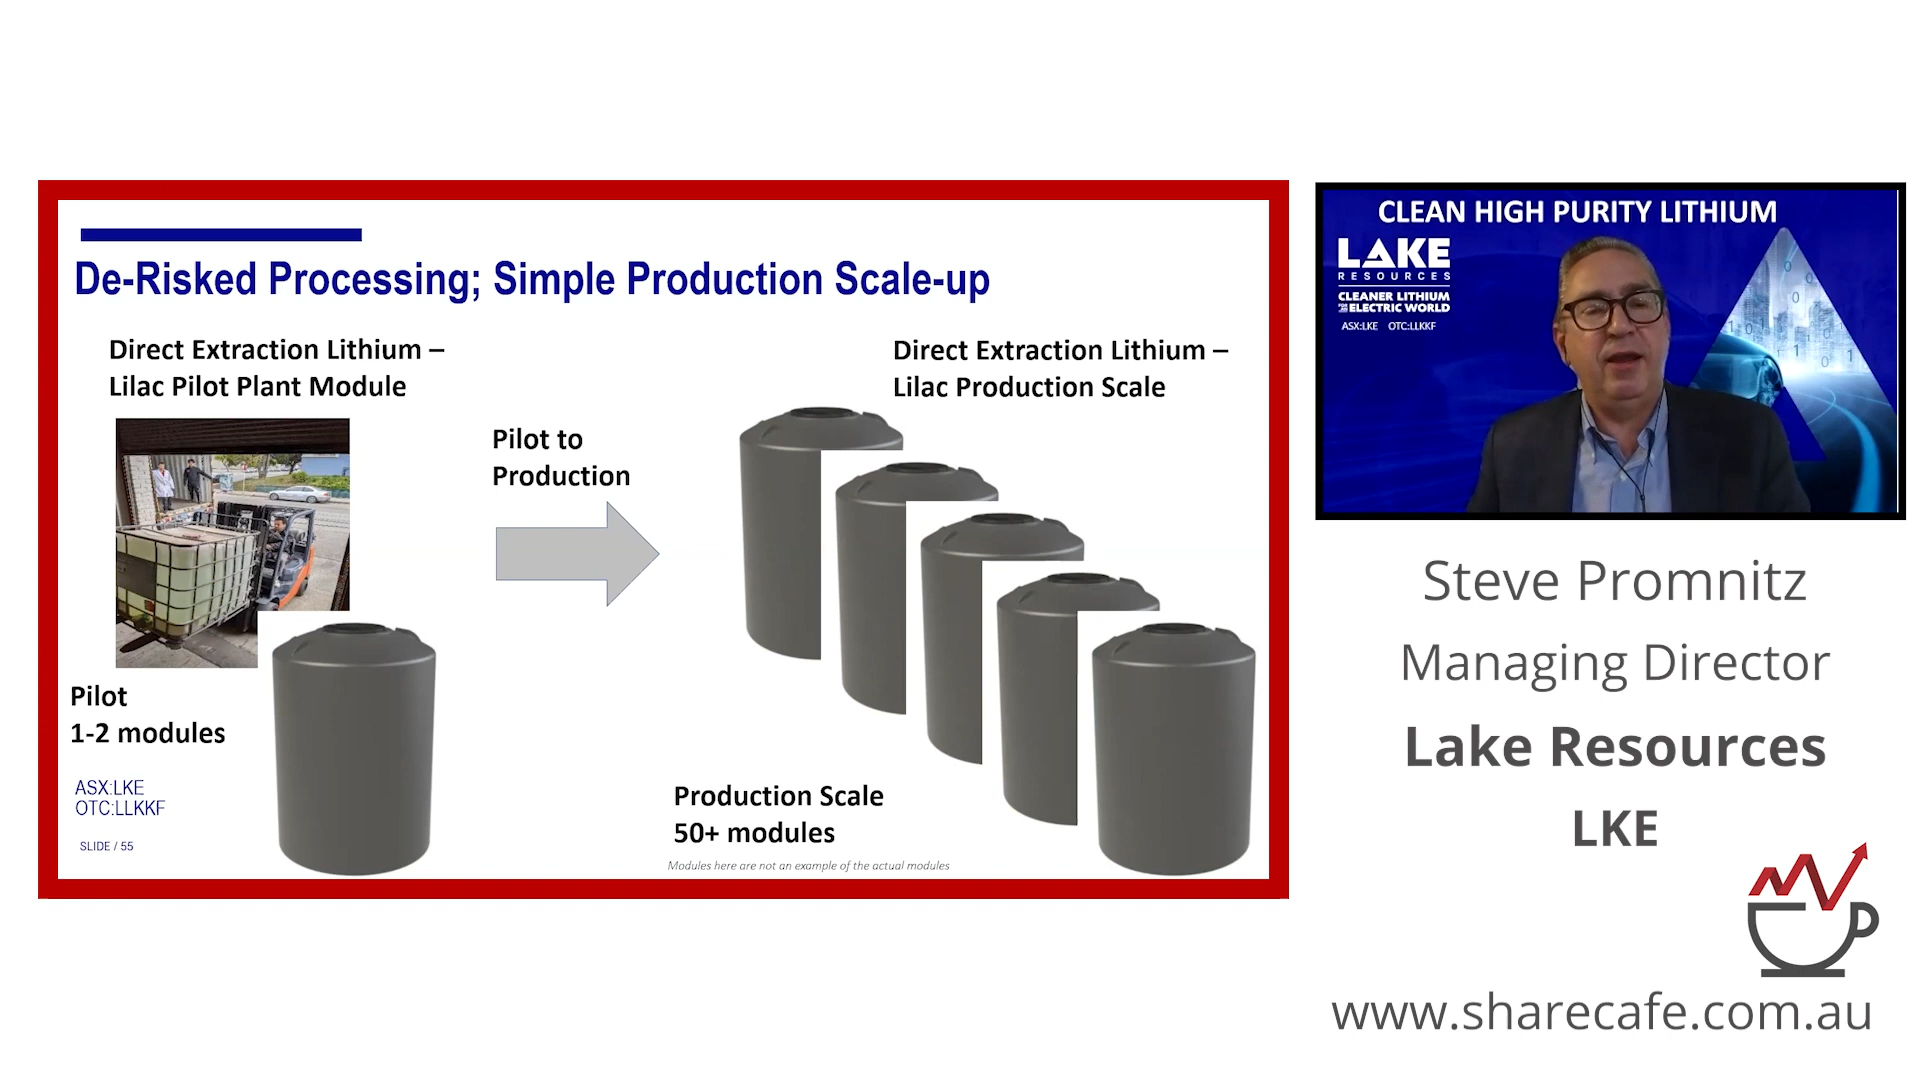 De-Risked Processing; Simple Production Scale-up
Direct Extraction Lithium –
Lilac Pilot Plant Module
Pilot to
Production
Direct Extraction Lithium –
Lilac Production Scale
Pilot
1-2 modules
ASX:LKE
OTC:LLKKF
SLIDE / 55
Production Scale
50+ modules
Modules here are not an example of the actual modules
CLEAN HIGH PURITY LITHIUM
LAKE
RESOURCES
CLEANER LITHIUM
FOR AN ELECTRIC WORLD
ASX:LKE OTC:LLKKF
Steve Promnitz
Managing Director
Lake Resources
LKE
www.sharecafe.com.au